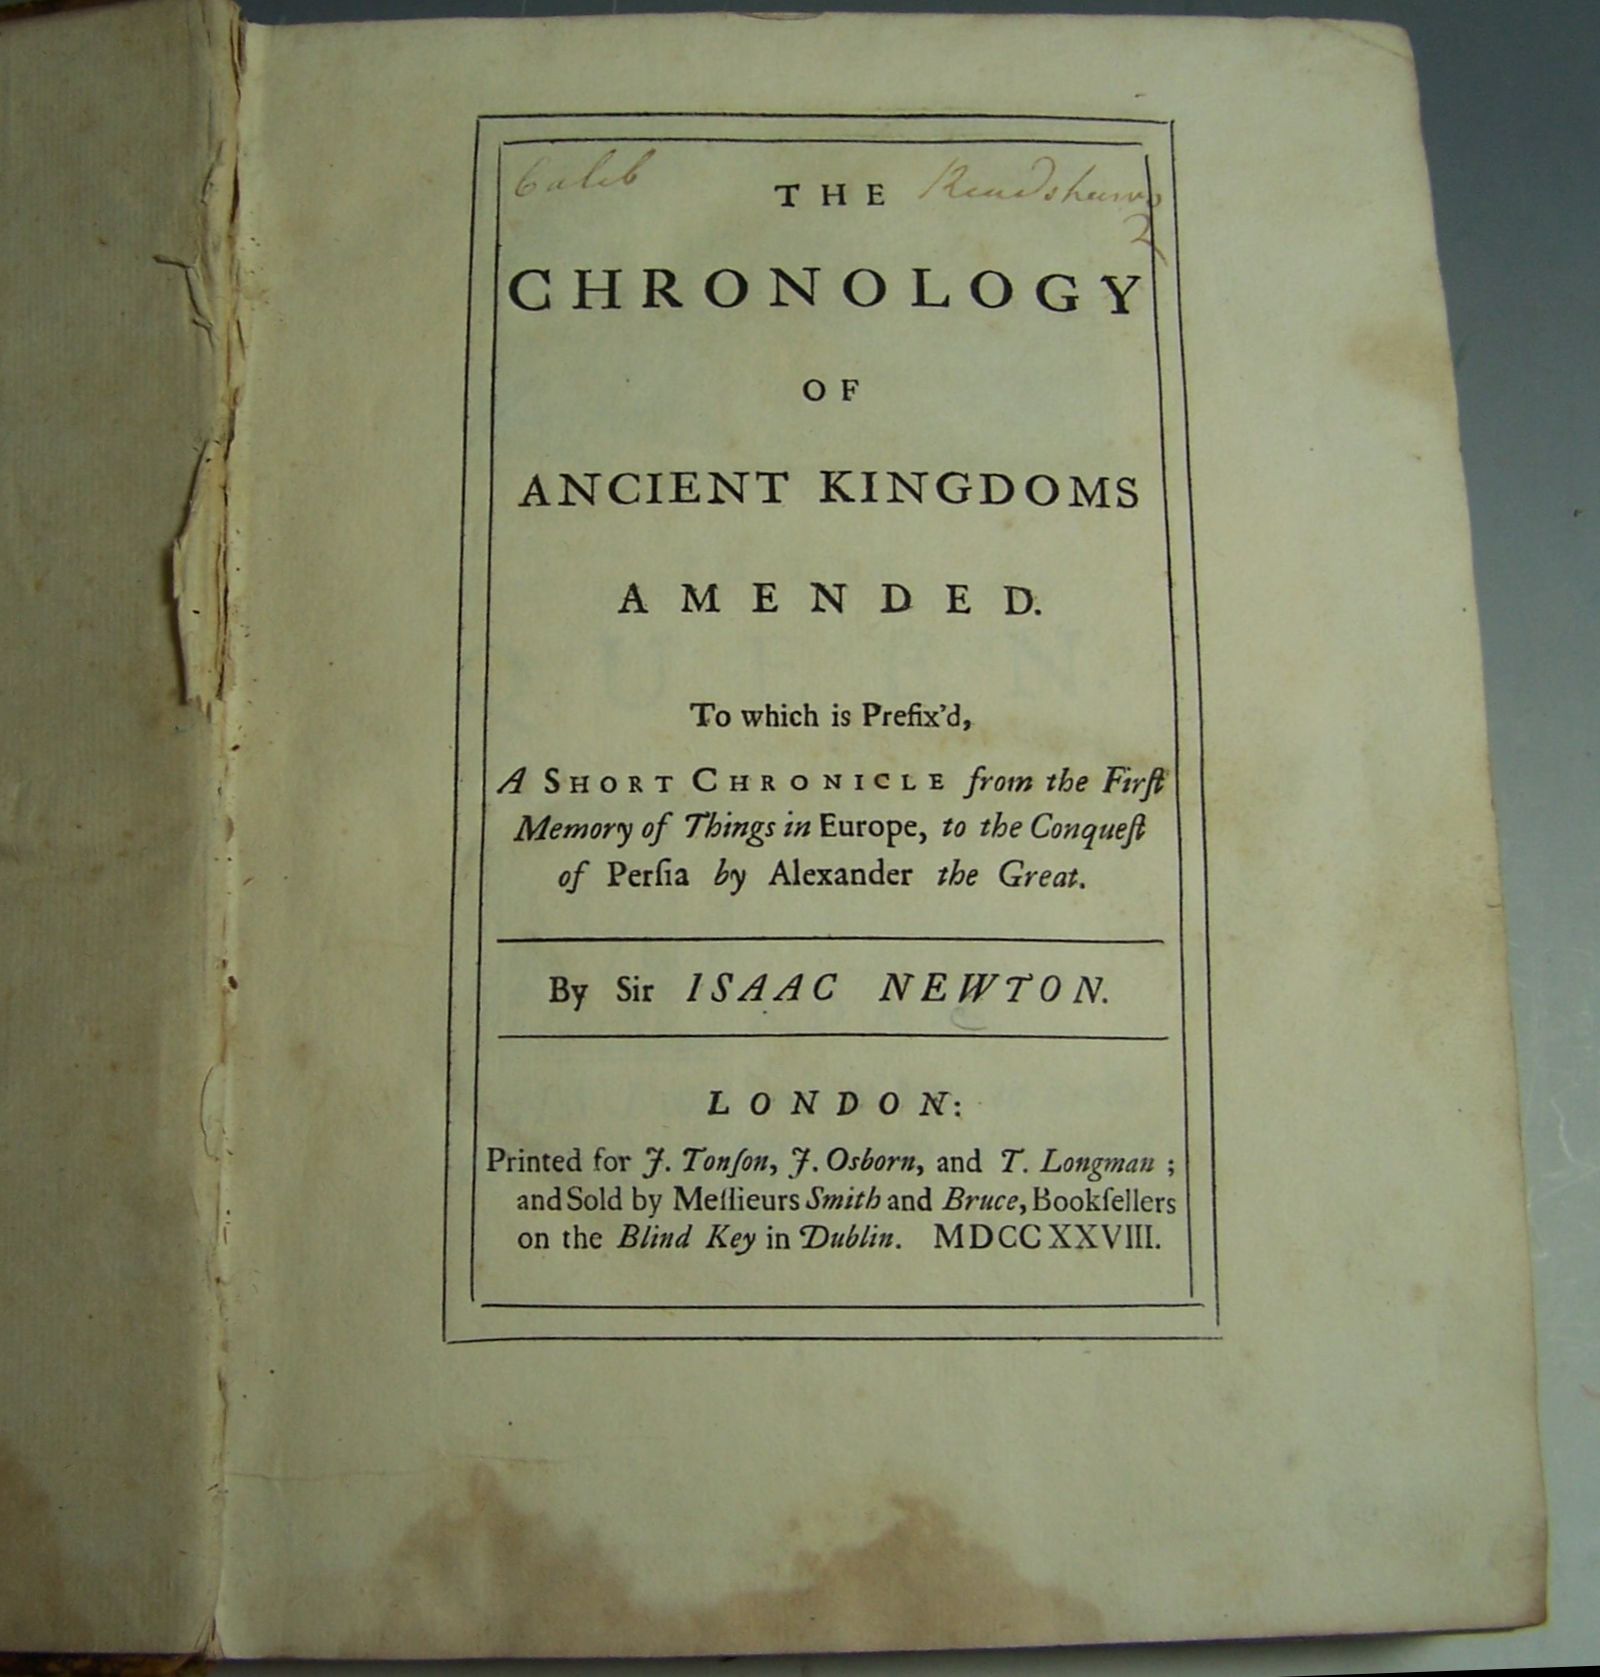 Caleb
THE
CHRONOLOGY
OF
ANCIENT KINGDOMS
AMENDED.
To which is Prefix'd,
A SHORT CHRONICLE from the Firſt
Memory of Things in Europe, to the Conqueſt
of Perſia by Alexander the Great.
By Sir ISAAC NEWTON.
LONDON:
Printed for J. Tonſon, J. Osborn, and T. Longman ;
and Sold by Meſſieurs Smith and Bruce, Bookſellers
on the Blind Key in Dublin. MDCCXXVIII.